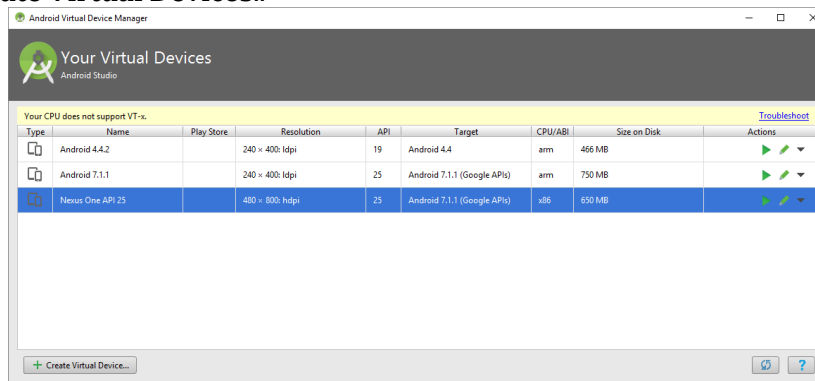 Android Virtual Device Manager
Your Virtual Devices
Android Studio
Your CPU does not support VT-x. Troubleshoot
Type Name Play Store Resolution API Target CPU/ABI Size on Disk Actions
Android 4.4.2 240 × 400: ldpi 19 Android 4.4 arm 466 MB
Android 7.1.1 240 × 400: ldpi 25 Android 7.1.1 (Google APIs) arm 750 MB
Nexus One API 25 480 × 800: hdpi 25 Android 7.1.1 (Google APIs) x86 650 MB
+ Create Virtual Device... ?